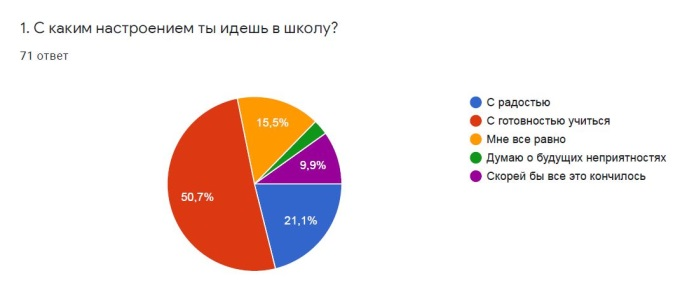 1. С каким настроением ты идешь в школу?
71 ответ
15,5%
9,9%
50,7%
21,1%
С радостью
С готовностью учиться
Мне все равно
Думаю о будущих неприятностях
Скорей бы все это кончилось